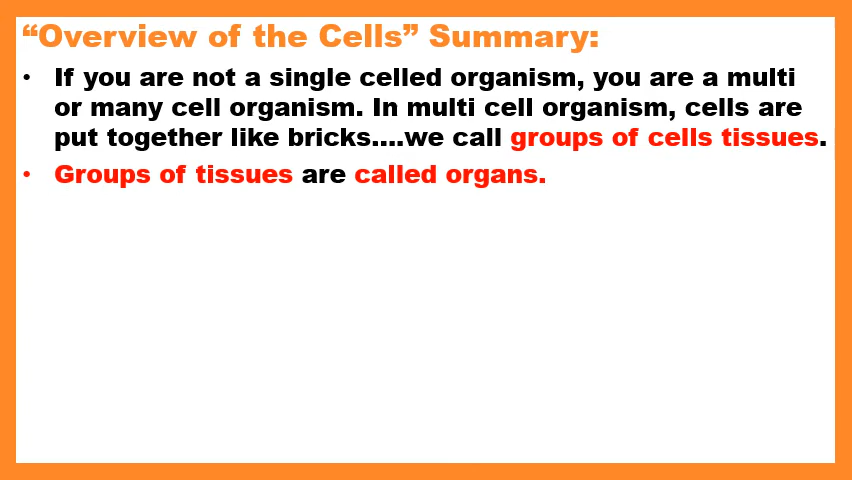 “Overview of the Cells” Summary:
• If you are not a single celled organism, you are a multi
or many cell organism. In multi cell organism, cells are
put together like bricks....we call groups of cells tissues.
• Groups of tissues are called organs.